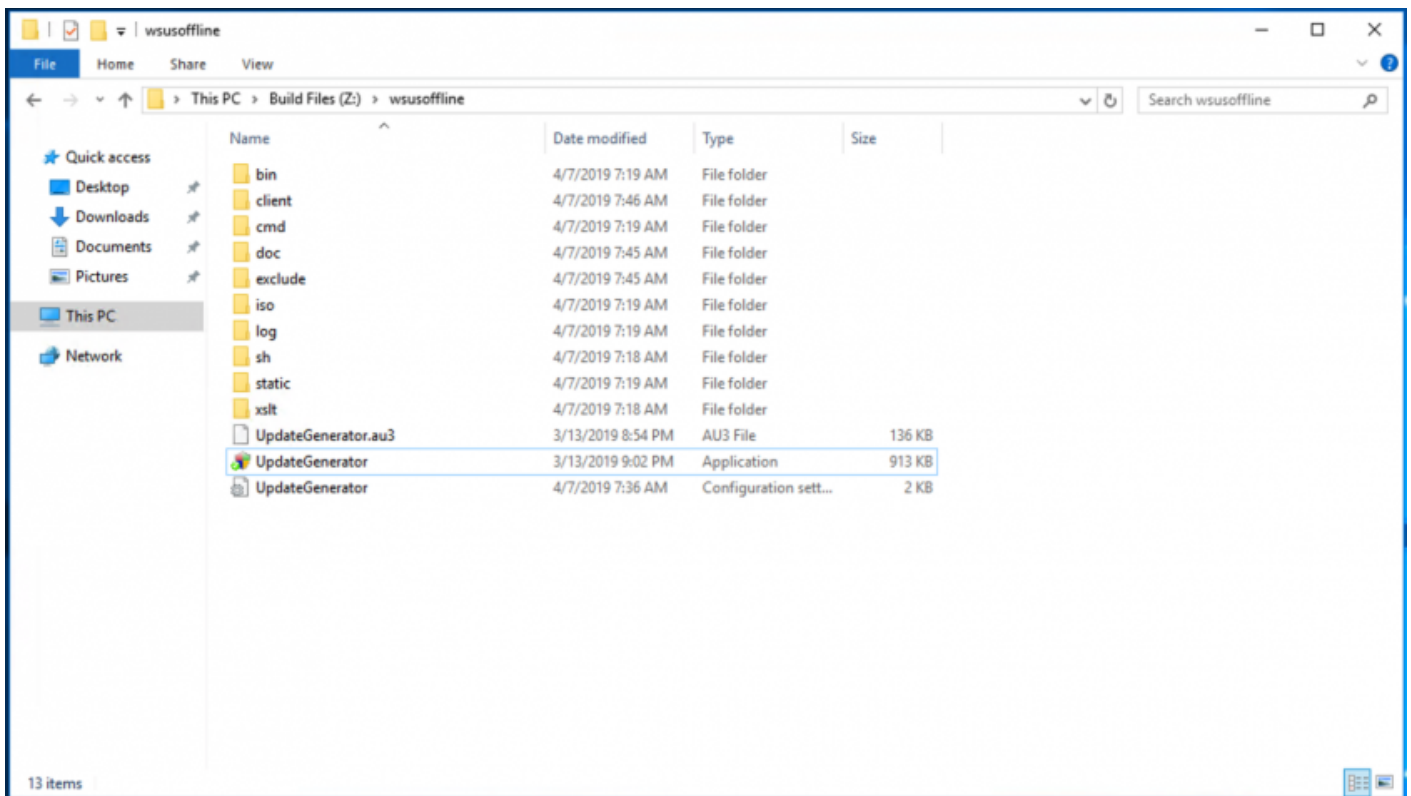 wsusoffline
File Home Share View
This PC > Build Files (Z:) > wsusoffline
Search wsusoffline
Name Date modified Type Size
Quick access
Desktop
Downloads
Documents
Pictures
This PC
Network
bin 4/7/2019 7:19 AM File folder
client 4/7/2019 7:46 AM File folder
cmd 4/7/2019 7:19 AM File folder
doc 4/7/2019 7:45 AM File folder
exclude 4/7/2019 7:45 AM File folder
iso 4/7/2019 7:19 AM File folder
log 4/7/2019 7:19 AM File folder
sh 4/7/2019 7:18 AM File folder
static 4/7/2019 7:19 AM File folder
xslt 4/7/2019 7:18 AM File folder
UpdateGenerator.au3 3/13/2019 8:54 PM AU3 File 136 KB
UpdateGenerator 3/13/2019 9:02 PM Application 913 KB
UpdateGenerator 4/7/2019 7:36 AM Configuration sett... 2 KB
13 items